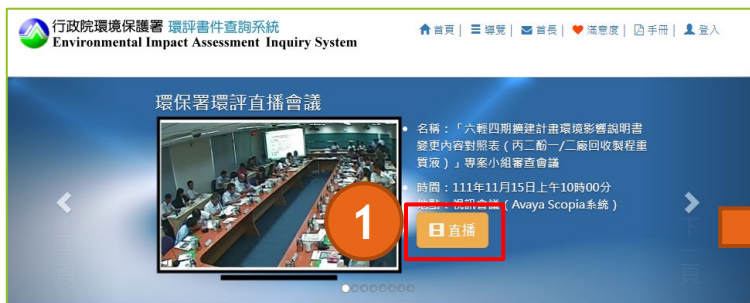 行政院環境保護署 環評書件查詢系統
Environmental Impact Assessment Inquiry System
首頁| 導覽| 首長| 滿意度| 手冊| 登入
環保署環評直播會議
名稱：「六輕四期擴建計畫環境影響說明書
變更內容對照表（丙二酚一/二廠回收製程重
質液）」專案小組審查會議
時間：111年11月15日上午10時00分
地點：視訊會議（Avaya Scopia系統）
1
直播
下一頁